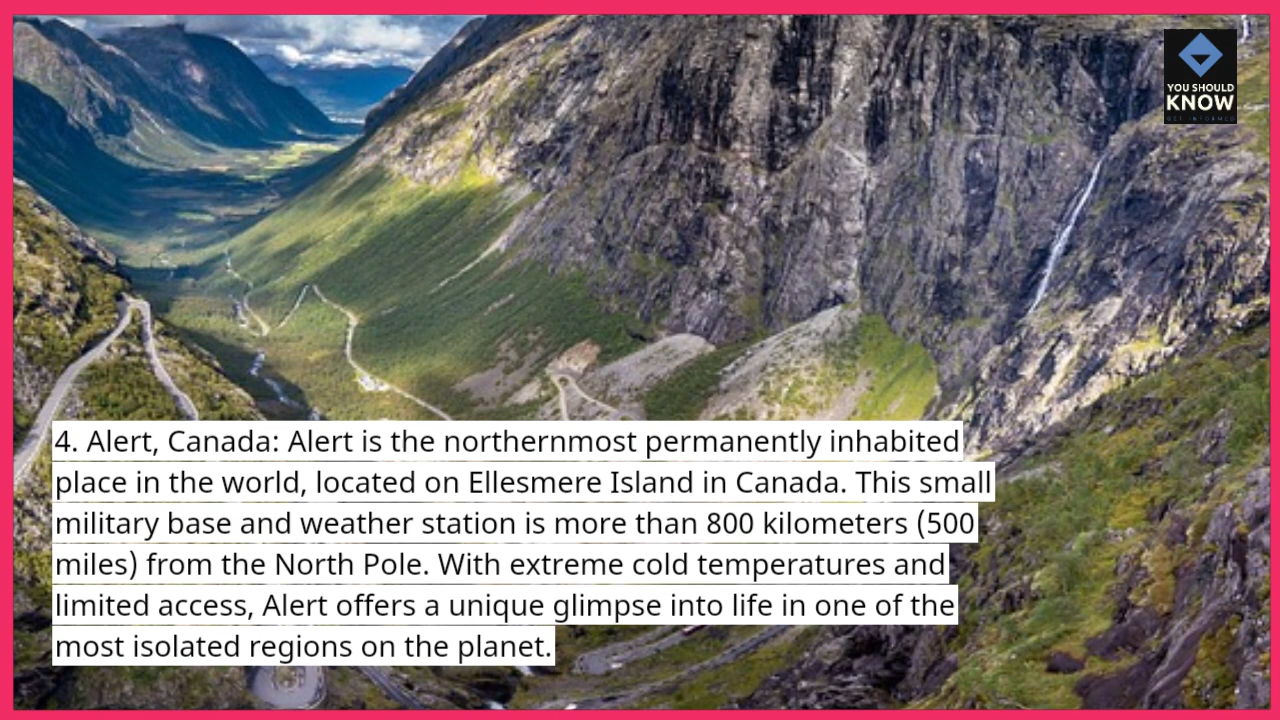 YOU SHOULD
KNOW
GET INFORMED
4. Alert, Canada: Alert is the northernmost permanently inhabited
place in the world, located on Ellesmere Island in Canada. This small
military base and weather station is more than 800 kilometers (500
miles) from the North Pole. With extreme cold temperatures and
limited access, Alert offers a unique glimpse into life in one of the
most isolated regions on the planet.